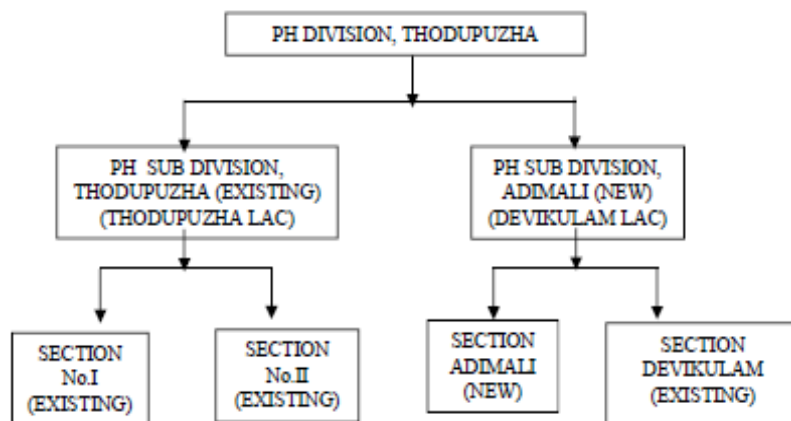 PH DIVISION, THODUPUZHA
PH SUB DIVISION,
THODUPUZHA (EXISTING)
(THODUPUZHA LAC)
PH SUB DIVISION,
ADIMALI (NEW)
(DEVIKULAM LAC)
SECTION
No.I
(EXISTING)
SECTION
No.II
(EXISTING)
SECTION
ADIMALI
(NEW)
SECTION
DEVIKULAM
(EXISTING)